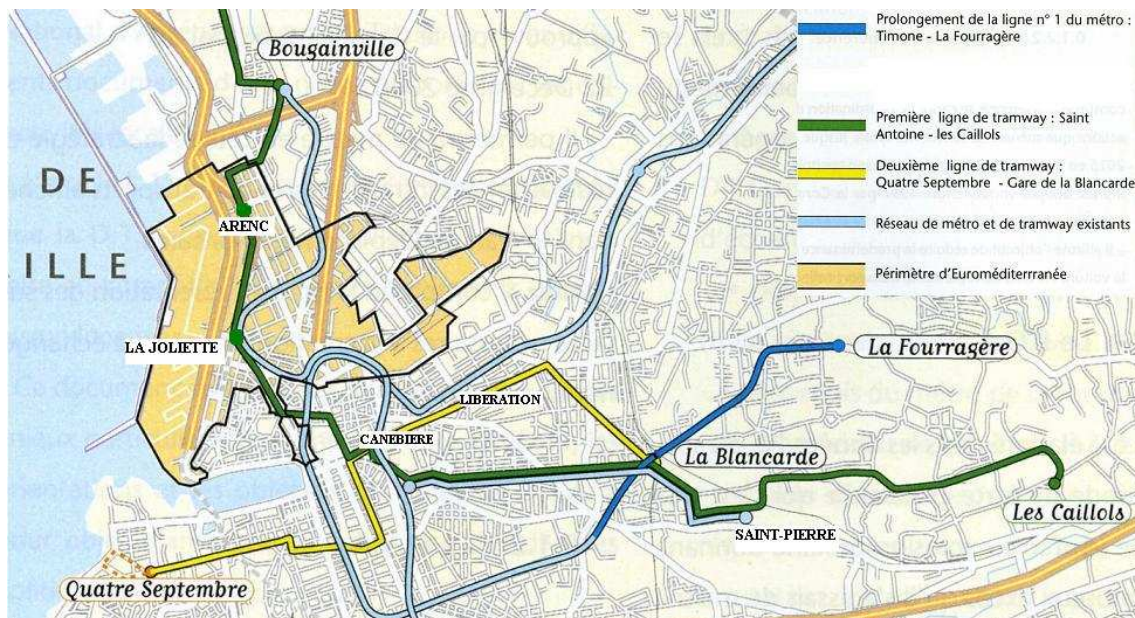 Prolongement de la ligne n° 1 du métro :
Timone - La Fourragère
Première ligne de tramway : Saint
Antoine - les Caillols
Deuxième ligne de tramway :
Quatre Septembre - Gare de la Blancarde
Réseau de métro et de tramway existants
Périmètre d'Euroméditerrranée
Bougainville
DE
ARENC
ILLE
LA JOLIETTE
La Fourragère
LIBERATION
CANEBIERE
La Blancarde
Les Caillols
SAINT-PIERRE
Quatre Septembre